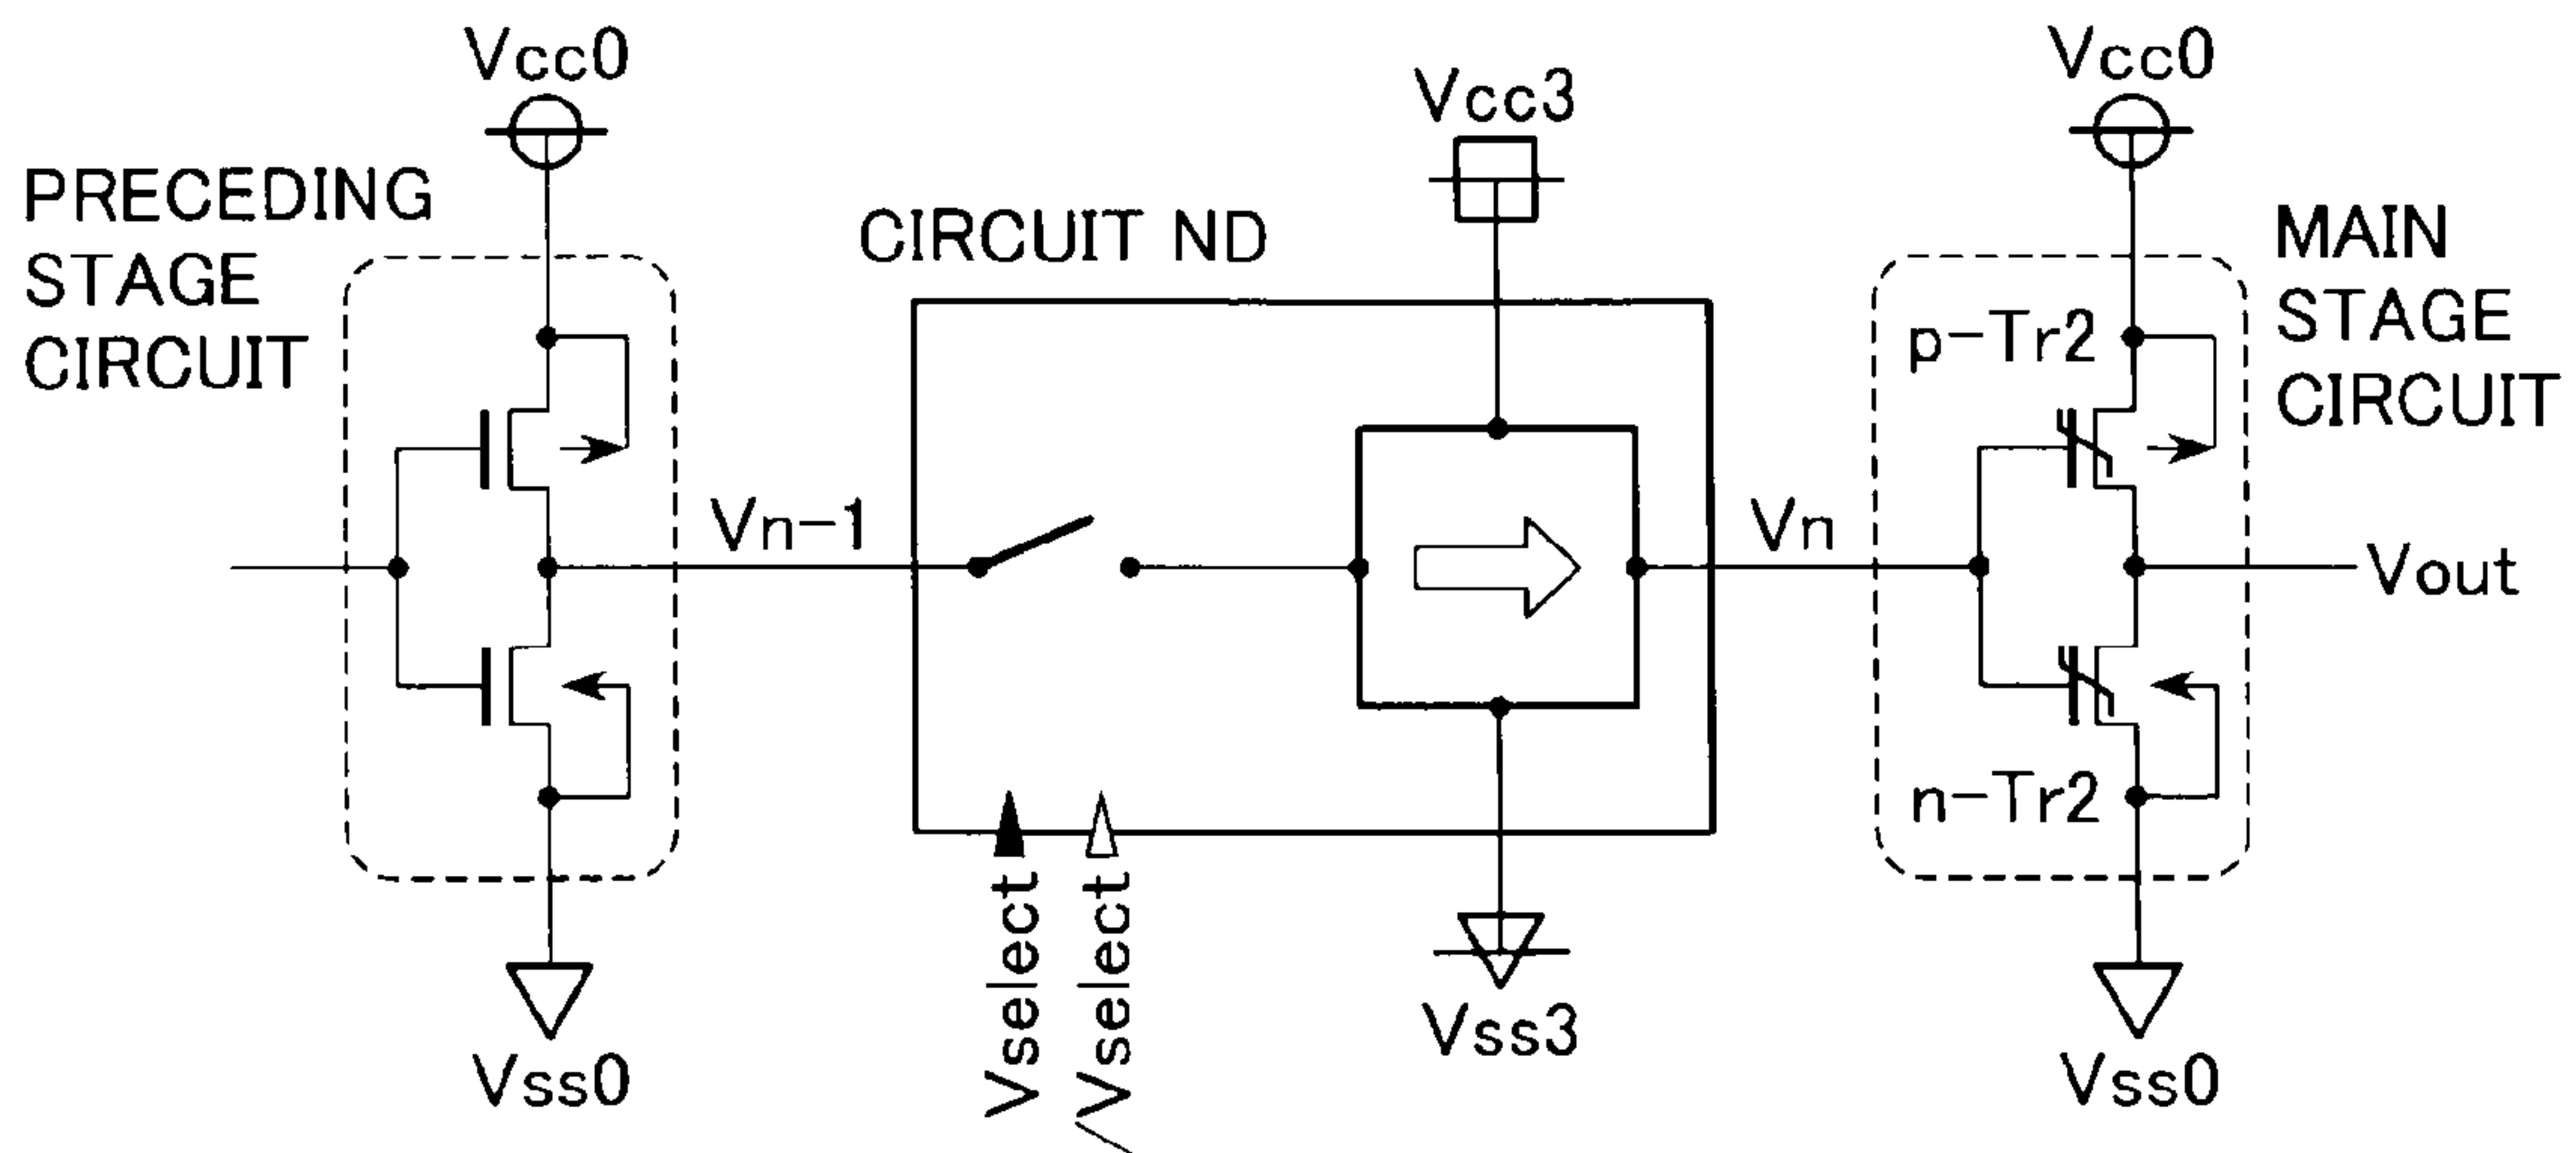 Vcc0
PRECEDING
STAGE
CIRCUIT
Vss0
Vn-1
CIRCUIT ND
Vcc3
Vselect
/Vselect
Vss3
Vn
Vcc0
MAIN
STAGE
CIRCUIT
p-Tr2
n-Tr2
Vout
Vss0